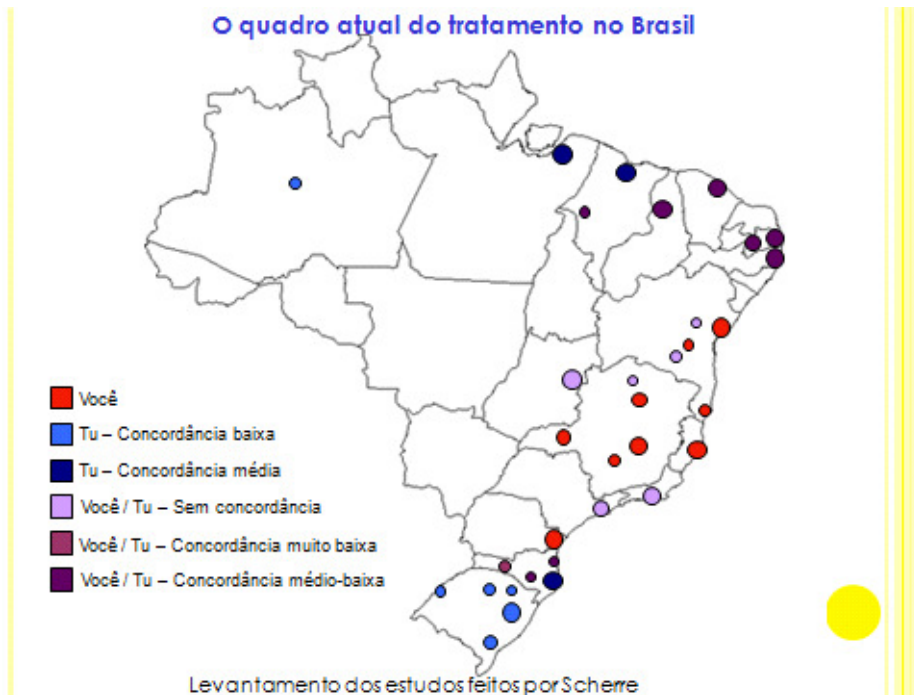 O quadro atual do tratamento no Brasil
Você
Tu – Concordância baixa
Tu – Concordância média
Você / Tu – Sem concordância
Você / Tu – Concordância muito baixa
Você / Tu – Concordância médio-baixa
Levantamento dos estudos feitos por Scherre